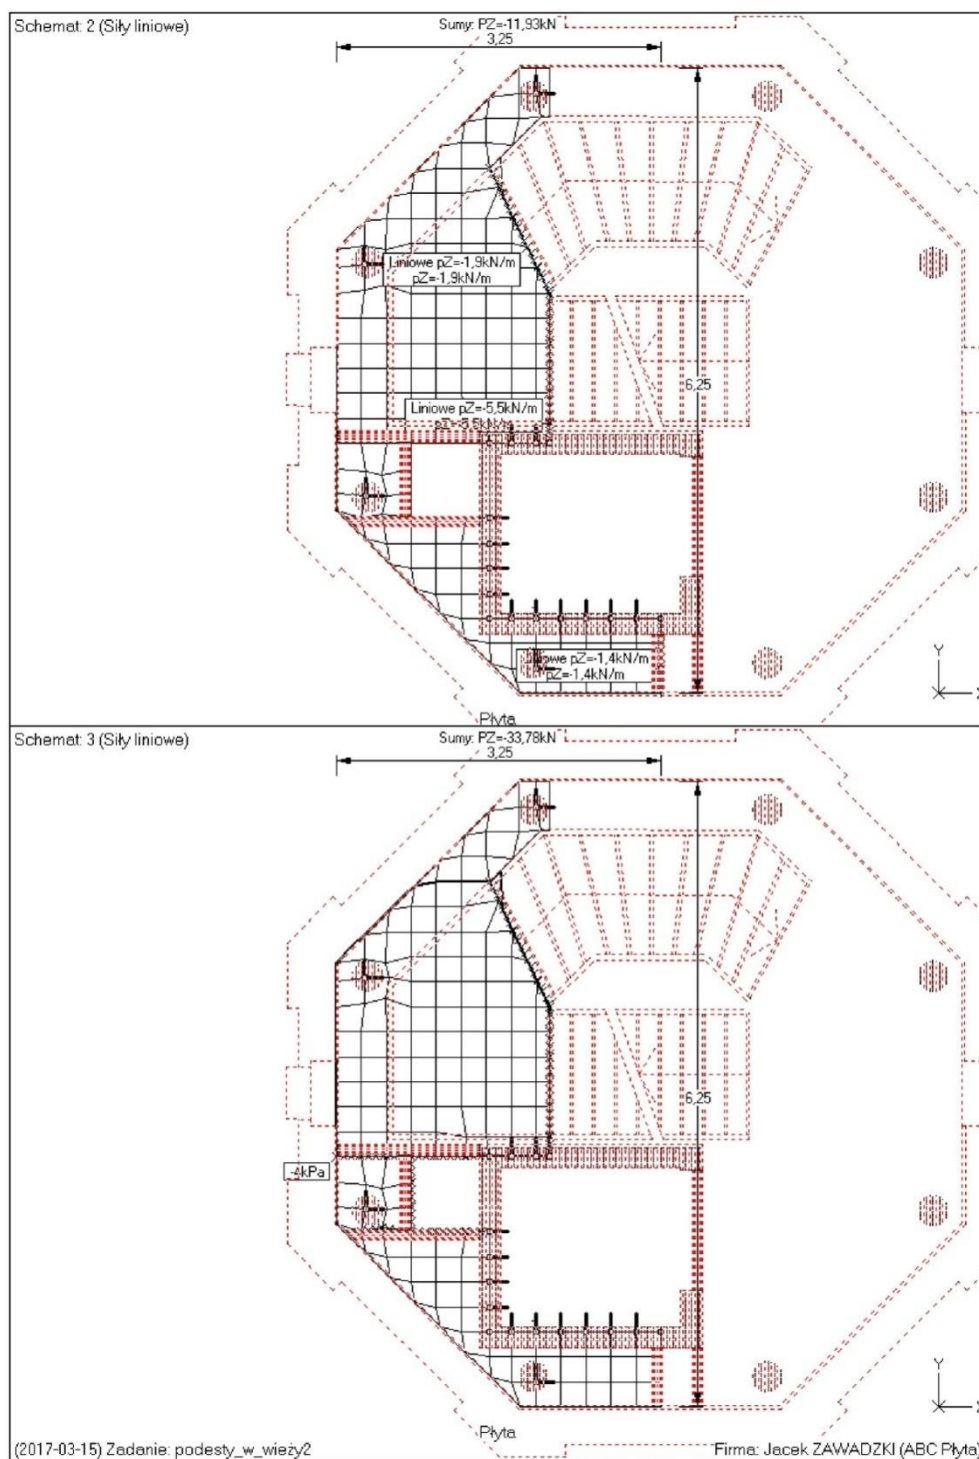 Schemat: 2 (Siły liniowe)
Sumy: PZ=-11,93kN
3,25
Liniowe pZ=-1,9kN/m
pZ=-1,9kN/m
6,25
Liniowe pZ=-5,5kN/m
pZ=-5,5kN/m
pZ=-1,4kN/m
pZ=-1,4kN/m
Y
X
Płyta
Schemat: 3 (Siły liniowe)
Sumy: PZ=-33,78kN
3,25
6,25
-4kPa
Y
X
Płyta
(2017-03-15) Zadanie: podesty_w_wieży2
Firma: Jacek ZAWADZKI (ABC Płyta)